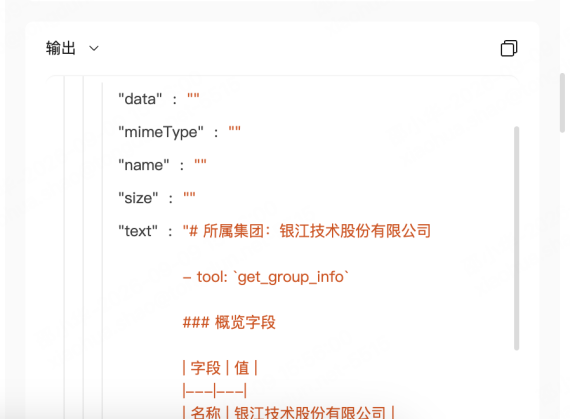 输出
"data" : ""
"mimeType" : ""
"name" : ""
"size" : ""
"text" : "# 所属集团：银江技术股份有限公司
- tool: `get_group_info`
### 概览字段
| 字段 | 值 |
|---|---|
| 名称 | 银江技术股份有限公司 |